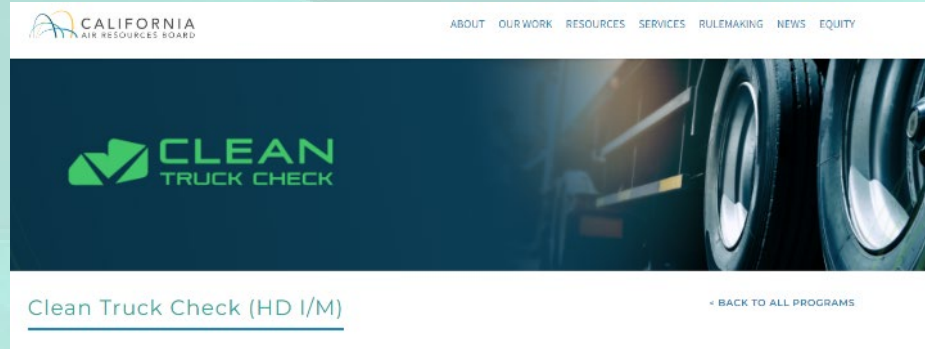 CALIFORNIA
AIR RESOURCES BOARD
ABOUT OUR WORK RESOURCES SERVICES RULEMAKING NEWS EQUITY
CLEAN
TRUCK CHECK
Clean Truck Check (HD I/M)
< BACK TO ALL PROGRAMS